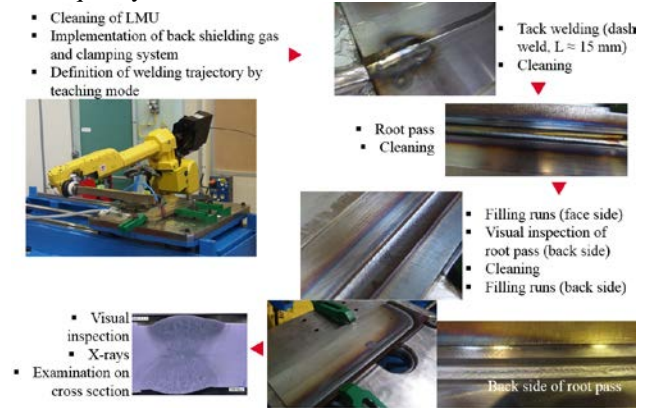 ▪ Cleaning of LMU
▪ Implementation of back shielding gas
and clamping system
▪ Definition of welding trajectory by
teaching mode
▪ Tack welding (dash
weld, L ≈ 15 mm)
▪ Cleaning
▪ Root pass
▪ Cleaning
▪ Filling runs (face side)
▪ Visual inspection of
root pass (back side)
▪ Cleaning
▪ Filling runs (back side)
Back side of root pass
▪ Visual
inspection
▪ X-rays
▪ Examination on
cross section